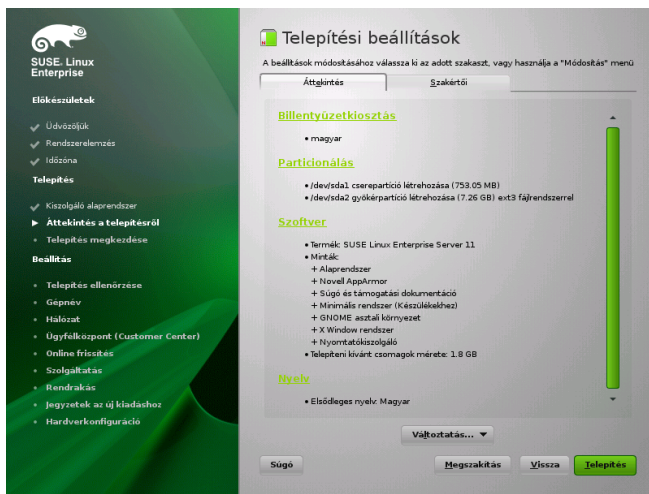 SUSE. Linux
Enterprise
Előkészületek
Üdvözöljük
Rendszerelemzés
Időzóna
Telepítés
Kiszolgáló alaprendszer
Áttekintés a telepítésről
Telepítés megkezdése
Beállítás
Telepítés ellenőrzése
Gépnév
Hálózat
Ügyfélközpont (Customer Center)
Online frissítés
Szolgáltatás
Rendrakás
Jegyzetek az új kiadáshoz
Hardverkonfiguráció
Telepítési beállítások
A beállítások módosításához válassza ki az adott szakaszt, vagy használja a "Módosítás" menü
Áttekintés Szakértői
Billentyűzetkiosztás
• magyar
Particionálás
• /dev/sda1 cserepartíció létrehozása (753.05 MB)
• /dev/sda2 gyökérpartíció létrehozása (7.26 GB) ext3 fájlrendszerrel
Szoftver
• Termék: SUSE Linux Enterprise Server 11
• Minták:
+ Alaprendszer
+ Novell AppArmor
+ Súgó és támogatási dokumentáció
+ Minimális rendszer (Készülékekhez)
+ GNOME asztali környezet
+ X Window rendszer
+ Nyomtatókiszolgáló
• Telepíteni kívánt csomagok mérete: 1.8 GB
Nyelv
• Elsődleges nyelv: Magyar
Változtatás...
Súgó Megszakítás Vissza Telepítés